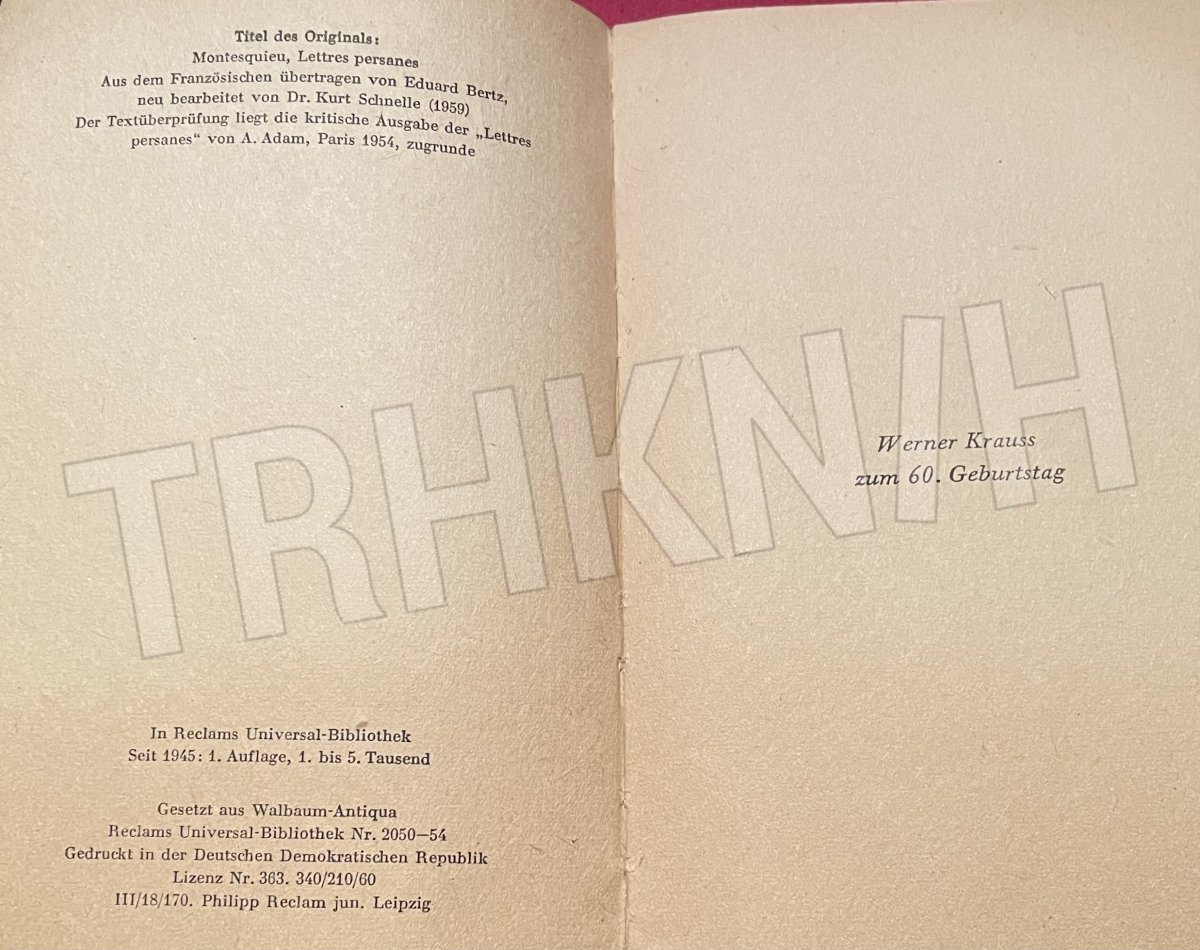 Titel des Originals:
Montesquieu, Lettres persanes
Aus dem Französischen übertragen von Eduard Bertz,
neu bearbeitet von Dr. Kurt Schnelle (1959)
Der Textüberprüfung liegt die kritische Ausgabe der „Lettres
persanes“ von A. Adam, Paris 1954, zugrunde
In Reclams Universal-Bibliothek
Seit 1945: 1. Auflage, 1. bis 5. Tausend
Gesetzt aus Walbaum-Antiqua
Reclams Universal-Bibliothek Nr. 2050—54
Gedruckt in der Deutschen Demokratischen Republik
Lizenz Nr. 363. 340/210/60
III/18/170. Philipp Reclam jun. Leipzig
TRHKN/H
Werner Krauss
zum 60. Geburtstag